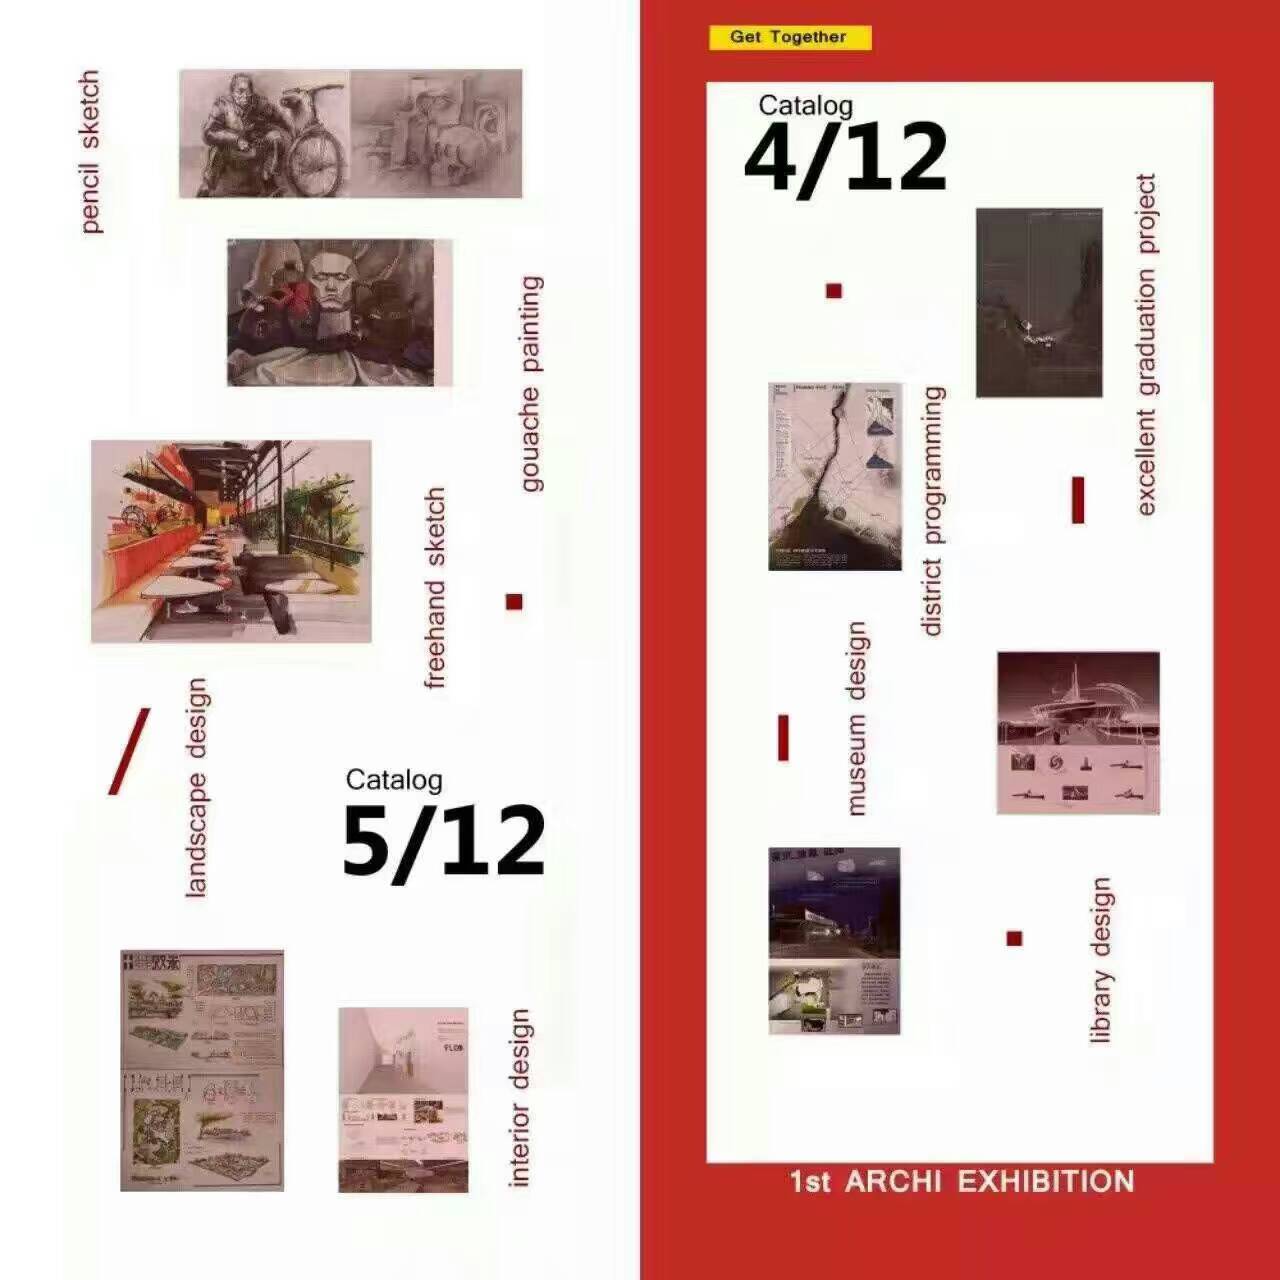 pencil sketch
gouache painting
freehand sketch
landscape design
Catalog
5/12
interior design
Get Together
Catalog
4/12
excellent graduation project
district programming
museum design
library design
1st ARCHI EXHIBITION